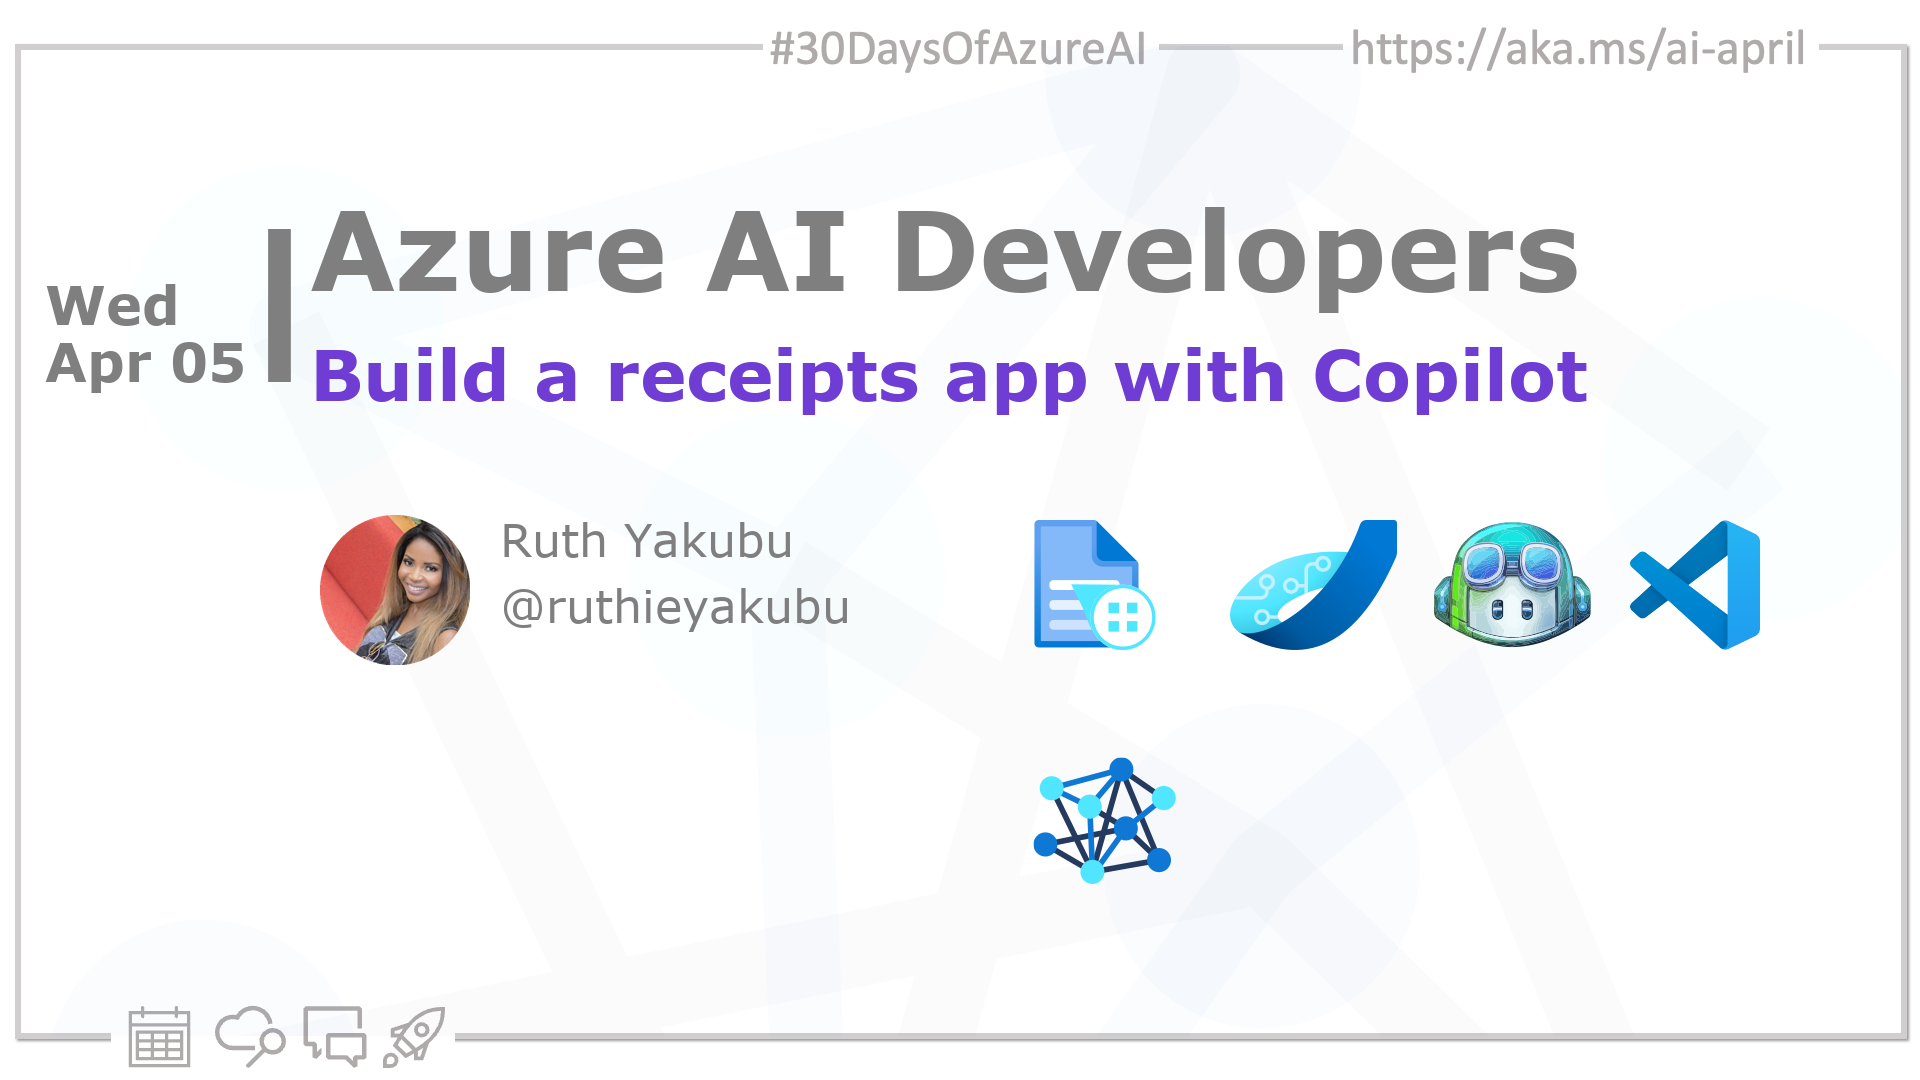 #30DaysOfAzureAI
https://aka.ms/ai-april
Wed
Apr 05
Azure AI Developers
Build a receipts app with Copilot
Ruth Yakubu
@ruthieyakubu